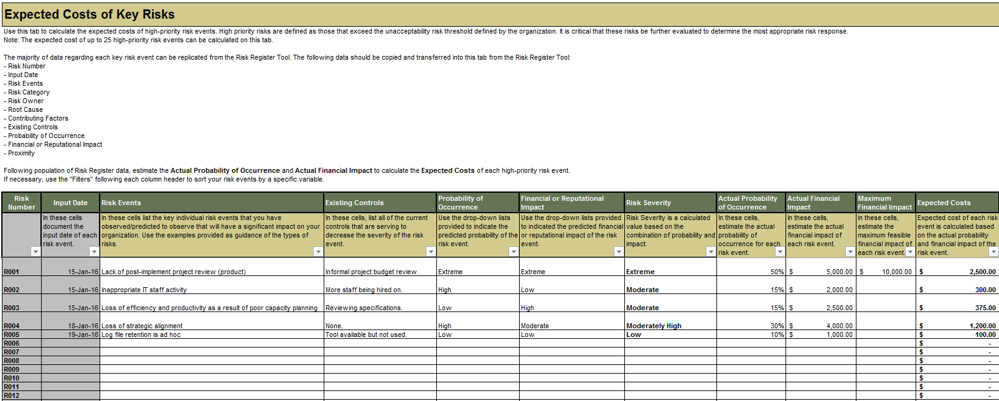 Expected Costs of Key Risks
Use this tab to calculate the expected costs of high-priority risk events. High priority risks are defined as those that exceed the unacceptability risk threshold defined by the organization. It is critical that these risks be further evaluated to determine the most appropriate risk response.
Note: The expected cost of up to 25 high-priority risk events can be calculated on this tab.
The majority of data regarding each key risk event can be replicated from the Risk Register Tool. The following data should be copied and transferred into this tab from the Risk Register Tool:
- Risk Number
- Input Date
- Risk Events
- Risk Category
- Risk Owner
- Root Cause
- Contributing Factors
- Existing Controls
- Probability of Occurrence
- Financial or Reputational Impact
- Proximity
Following population of Risk Register data, estimate the Actual Probability of Occurrence and Actual Financial Impact to calculate the Expected Costs of each high-priority risk event.
If necessary, use the "Filters" following each column header to sort your risk events by a specific variable.
Risk
Number
Input Date
Risk Events
Existing Controls
Probability of
Occurrence
Financial or Reputational
Impact
Risk Severity
Actual Probability
of Occurrence
Actual Financial
Impact
Maximum
Financial Impact
Expected Costs
In these cells
document the
input date of each
risk event.
In these cells list the key individual risk events that you have
observed/predicted to observe that will have a significant impact on your
organization. Use the examples provided as guidance of the types of
risks.
In these cells, list all of the current
controls that are serving to
decrease the severity of the risk
event.
Use the drop-down lists
provided to indicate the
predicted probability of the
risk event.
Use the drop-down lists provided
to indicated the predicted financial
or reputational impact of the risk
event.
Risk Severity is a calculated
value based on the
combination of probability and
impact.
In these cells,
estimate the actual
probability of
occurrence for each
risk event.
In these cells,
estimate the actual
financial impact of
each risk event.
In these cells,
estimate the
maximum feasible
financial impact of
each risk event.
Expected cost of each risk
event is calculated based
on the actual probability
and financial impact of the
risk event.
R001 15-Jan-16 Lack of post-implement project review (product) Informal project budget review. Extreme Extreme Extreme 50% $ 5,000.00 $ 10,000.00 $ 2,500.00
R002 15-Jan-16 Inappropriate IT staff activity More staff being hired on. High Low Moderate 15% $ 2,000.00 $ 300.00
R003 15-Jan-16 Loss of efficiency and productivity as a result of poor capacity planning Reviewing specifications. Low High Moderate 15% $ 2,500.00 $ 375.00
R004 18-Jan-16 Loss of strategic alignment None. High Moderate Moderately High 30% $ 4,000.00 $ 1,200.00
R005 19-Jan-16 Log file retention is ad hoc Tool available but not used. Low Low Low 10% $ 1,000.00 $ 100.00
R006 $ -
R007 $ -
R008 $ -
R009 $ -
R010 $ -
R011 $ -
R012 $ -